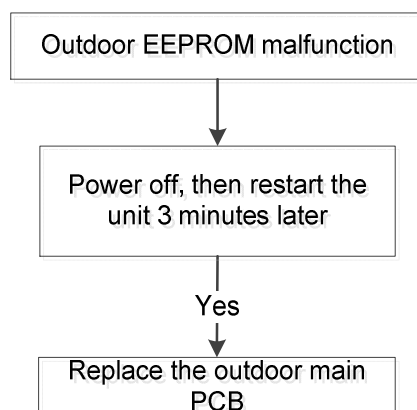 Outdoor EEPROM malfunction
Power off, then restart the
unit 3 minutes later
Yes
Replace the outdoor main
PCB